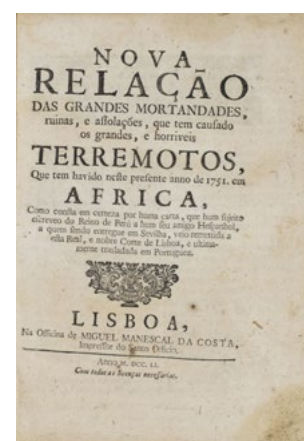 NOVA
RELAÇÃO
DAS GRANDES MORTANDADES,
ruinas, e assolações, que tem causado
os grandes, e horriveis
TERREMOTOS,
Que tem havido neste presente anno de 1751. em
AFRICA,
Como consta em certeza por huma carta, que hum sujeito
escreveo do Reino de Perú a hum seu amigo Hespanhol,
a quem sendo entregue em Sevilha, veio remettida a
esta Real, e nobre Corte de Lisboa, e ultima-
mente trasladada em Portuguez.
LISBOA,
Na Officina de MIGUEL MANESCAL DA COSTA,
Impressor do Santo Officio.
Anno M. DCC. LI.
Com todas as licenças necessarias.